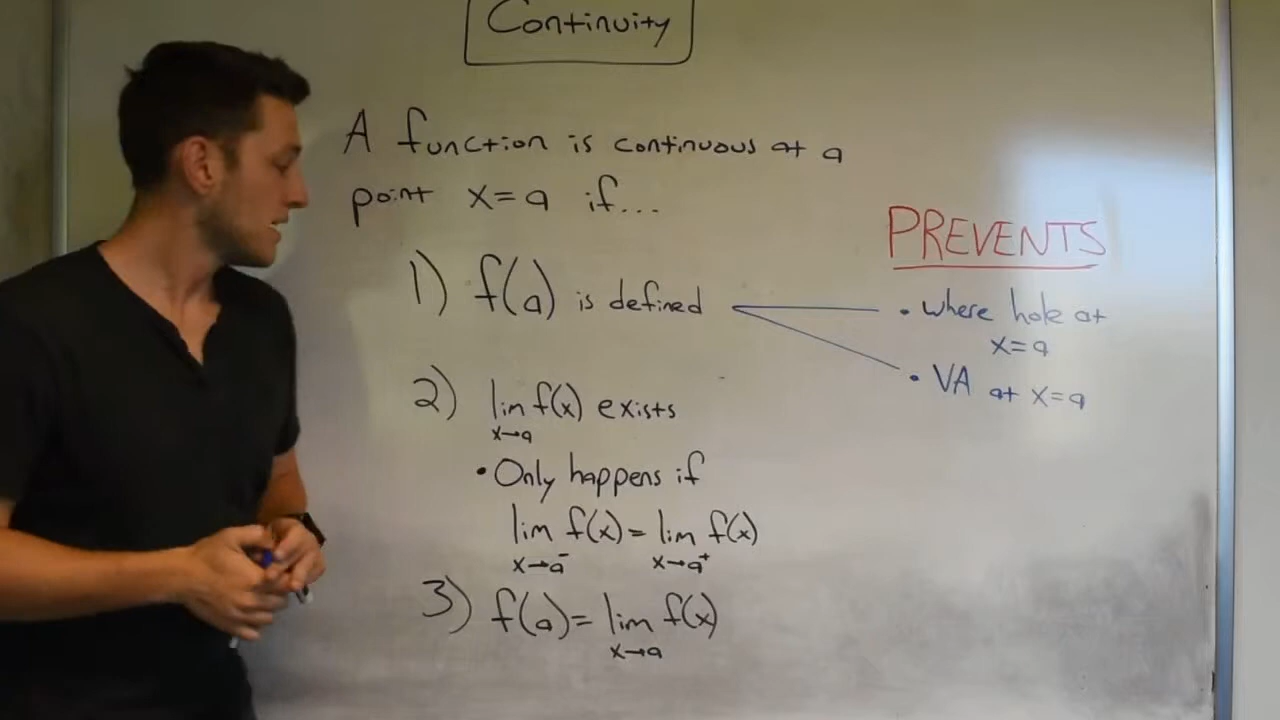 Continuity
A function is continuous at a
point x=a if...
1) f(a) is defined
2) lim f(x) exists
x→a
• Only happens if
lim f(x) = lim f(x)
x→a⁻ x→a⁺
3) f(a) = lim f(x)
x→a
PREVENTS
• where hole at
x=a
• VA at x=a